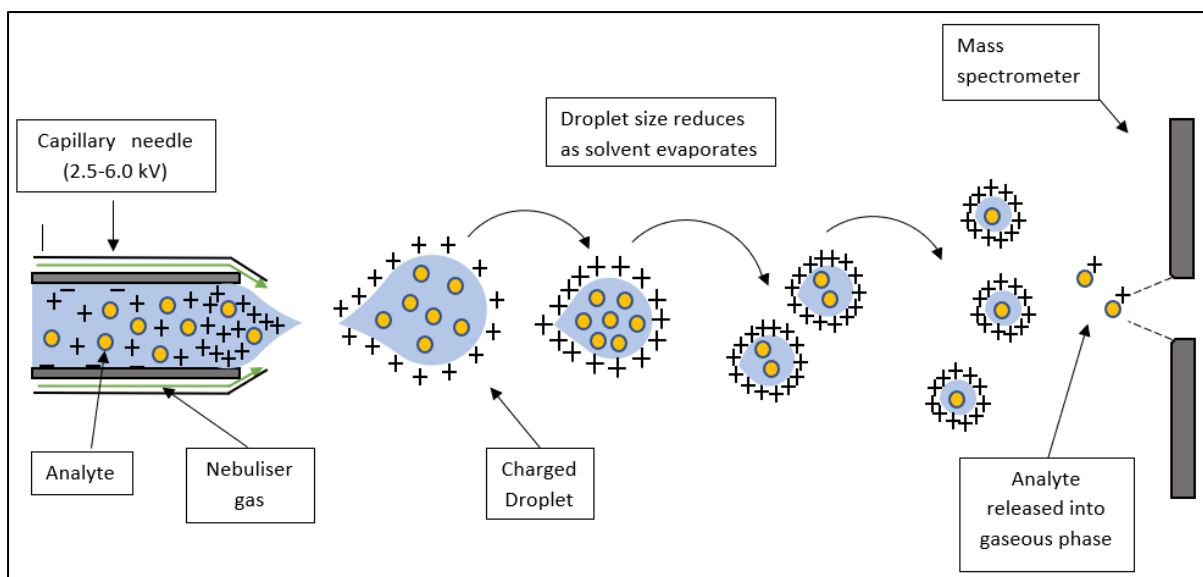 Mass
spectrometer
Capillary needle
(2.5-6.0 kV)
Droplet size reduces
as solvent evaporates
Analyte
Nebuliser
gas
Charged
Droplet
Analyte
released into
gaseous phase